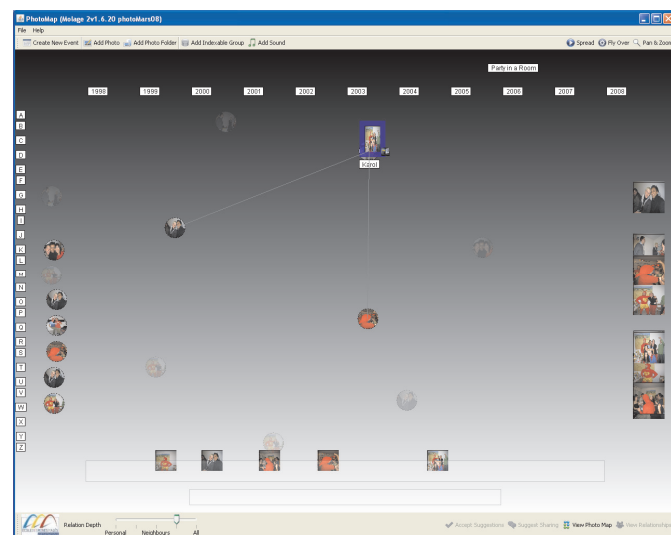 PhotoMap (Molage 2v1.6.20 photoMars08)
File Help
Create New Event Add Photo Add Photo Folder Add Indexable Group Add Sound Spread Fly Over Pan & Zoom
Party in a Room
1998 1999 2000 2001 2002 2003 2004 2005 2006 2007 2008
A
B
C
D
E
Karol
F
G
H
I
J
K
L
M
N
O
P
Q
R
S
T
U
V
W
X
Y
Z
Relation Depth
Personal Neighbours All
Accept Suggestions Suggest Sharing View Photo Map View Relationships